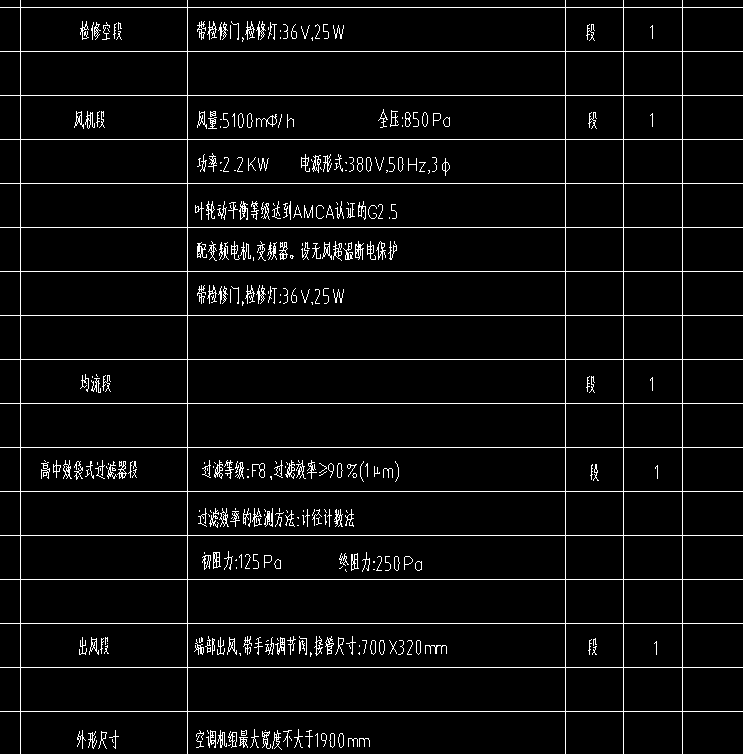 检修空段 带检修门,检修灯:36V,25W 段 1
风机段 风量:5100m³/h 全压:850Pa 段 1
功率:2.2KW 电源形式:380V,50Hz,3ф
叶轮动平衡等级达到AMCA认证的G2.5
配变频电机,变频器。设无风超温断电保护
带检修门,检修灯:36V,25W
均流段 段 1
高中效袋式过滤器段 过滤等级:F8,过滤效率≥90%(1μm) 段 1
过滤效率的检测方法:计径计数法
初阻力:125Pa 终阻力:250Pa
出风段 端部出风,带手动调节阀,接管尺寸:700X320mm 段 1
外形尺寸 空调机组最大宽度不大于1900mm